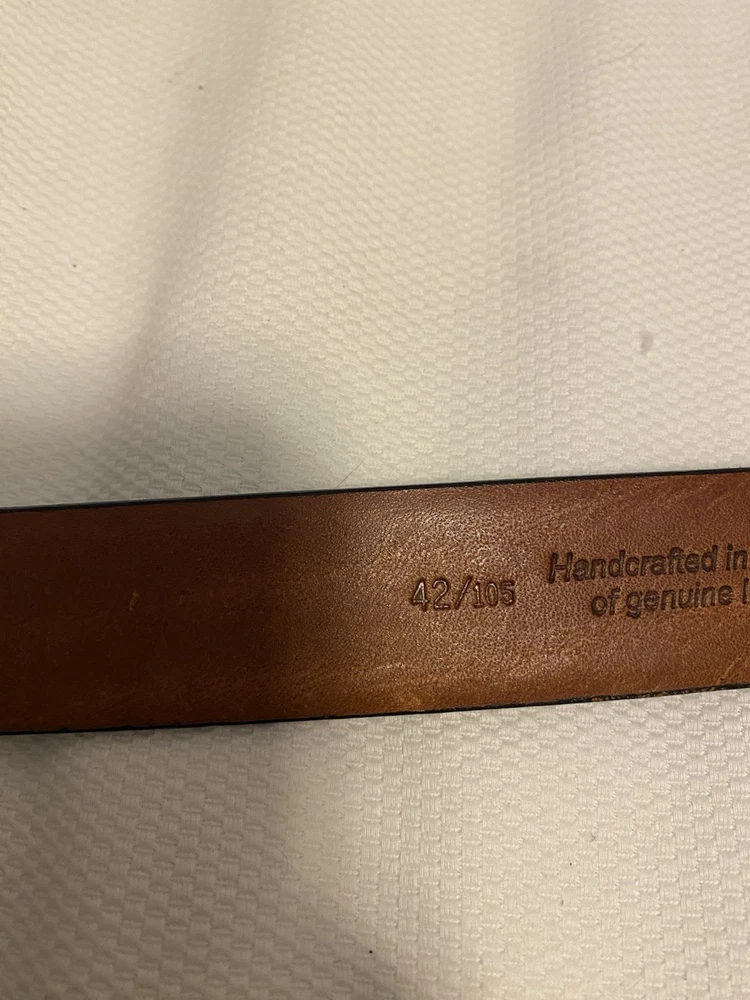 42/105
Handcrafted in
of genuine